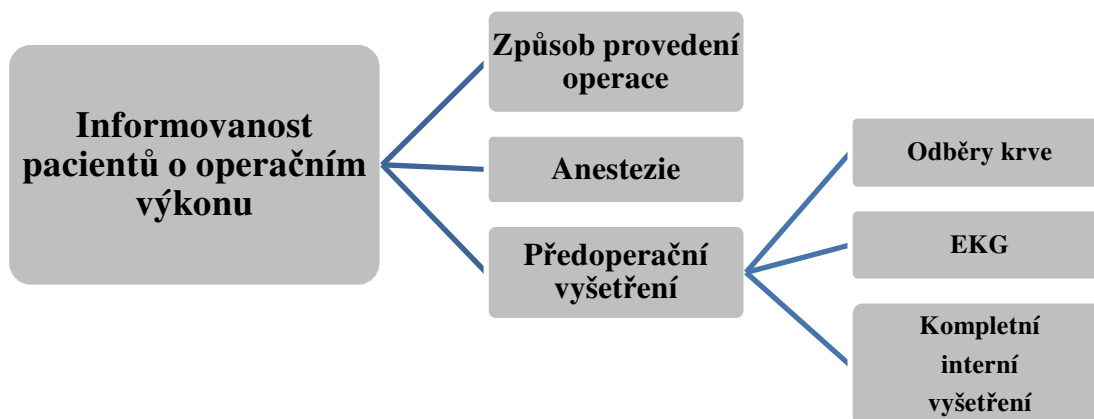 Informovanost
pacientů o operačním
výkonu
Způsob provedení
operace
Anestezie
Předoperační
vyšetření
Odběry krve
EKG
Kompletní
interní
vyšetření